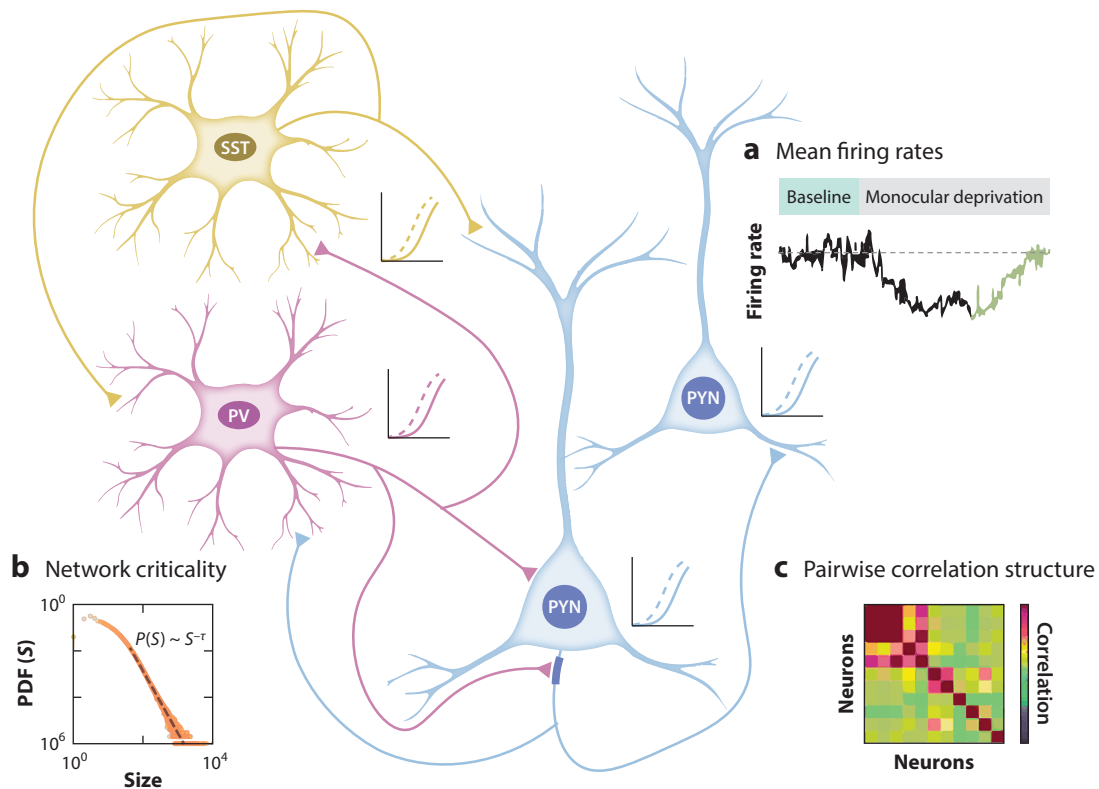 SST
a Mean firing rates
Baseline Monocular deprivation
Firing rate
PYN
PV
b Network criticality
10⁰
P(S) ~ S⁻τ
PDF (S)
10⁶
10⁰ 10⁴
Size
PYN
c Pairwise correlation structure
Neurons
Correlation
Neurons